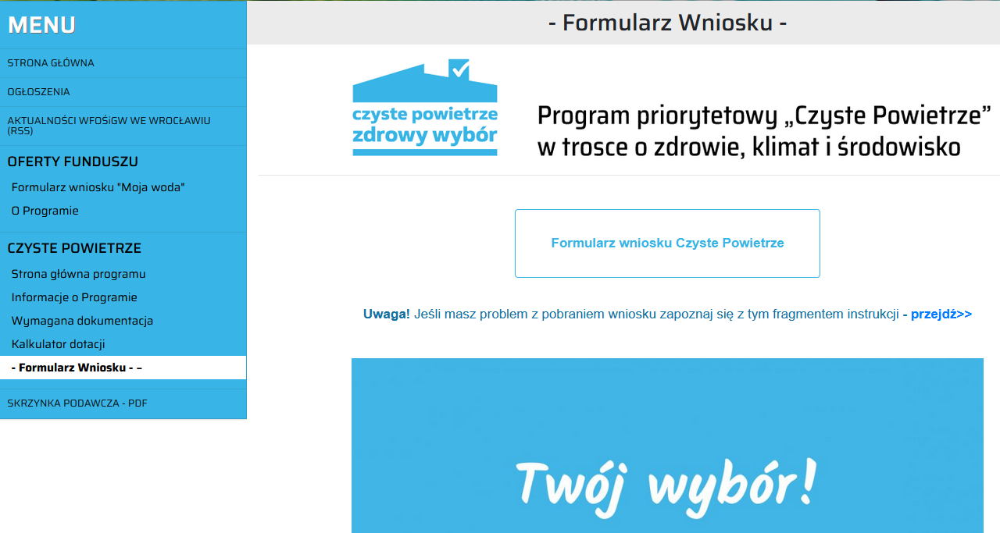 MENU
STRONA GŁÓWNA
OGŁOSZENIA
AKTUALNOŚCI WFOŚiGW WE WROCŁAWIU
(RSS)
OFERTY FUNDUSZU
Formularz wniosku "Moja woda"
O Programie
CZYSTE POWIETRZE
Strona główna programu
Informacje o Programie
Wymagana dokumentacja
Kalkulator dotacji
- Formularz Wniosku - –
SKRZYNKA PODAWCZA - PDF
- Formularz Wniosku -
czyste powietrze
zdrowy wybór
Program priorytetowy „Czyste Powietrze”
w trosce o zdrowie, klimat i środowisko
Formularz wniosku Czyste Powietrze
Uwaga! Jeśli masz problem z pobraniem wniosku zapoznaj się z tym fragmentem instrukcji - przejdź>>
Twój wybór!